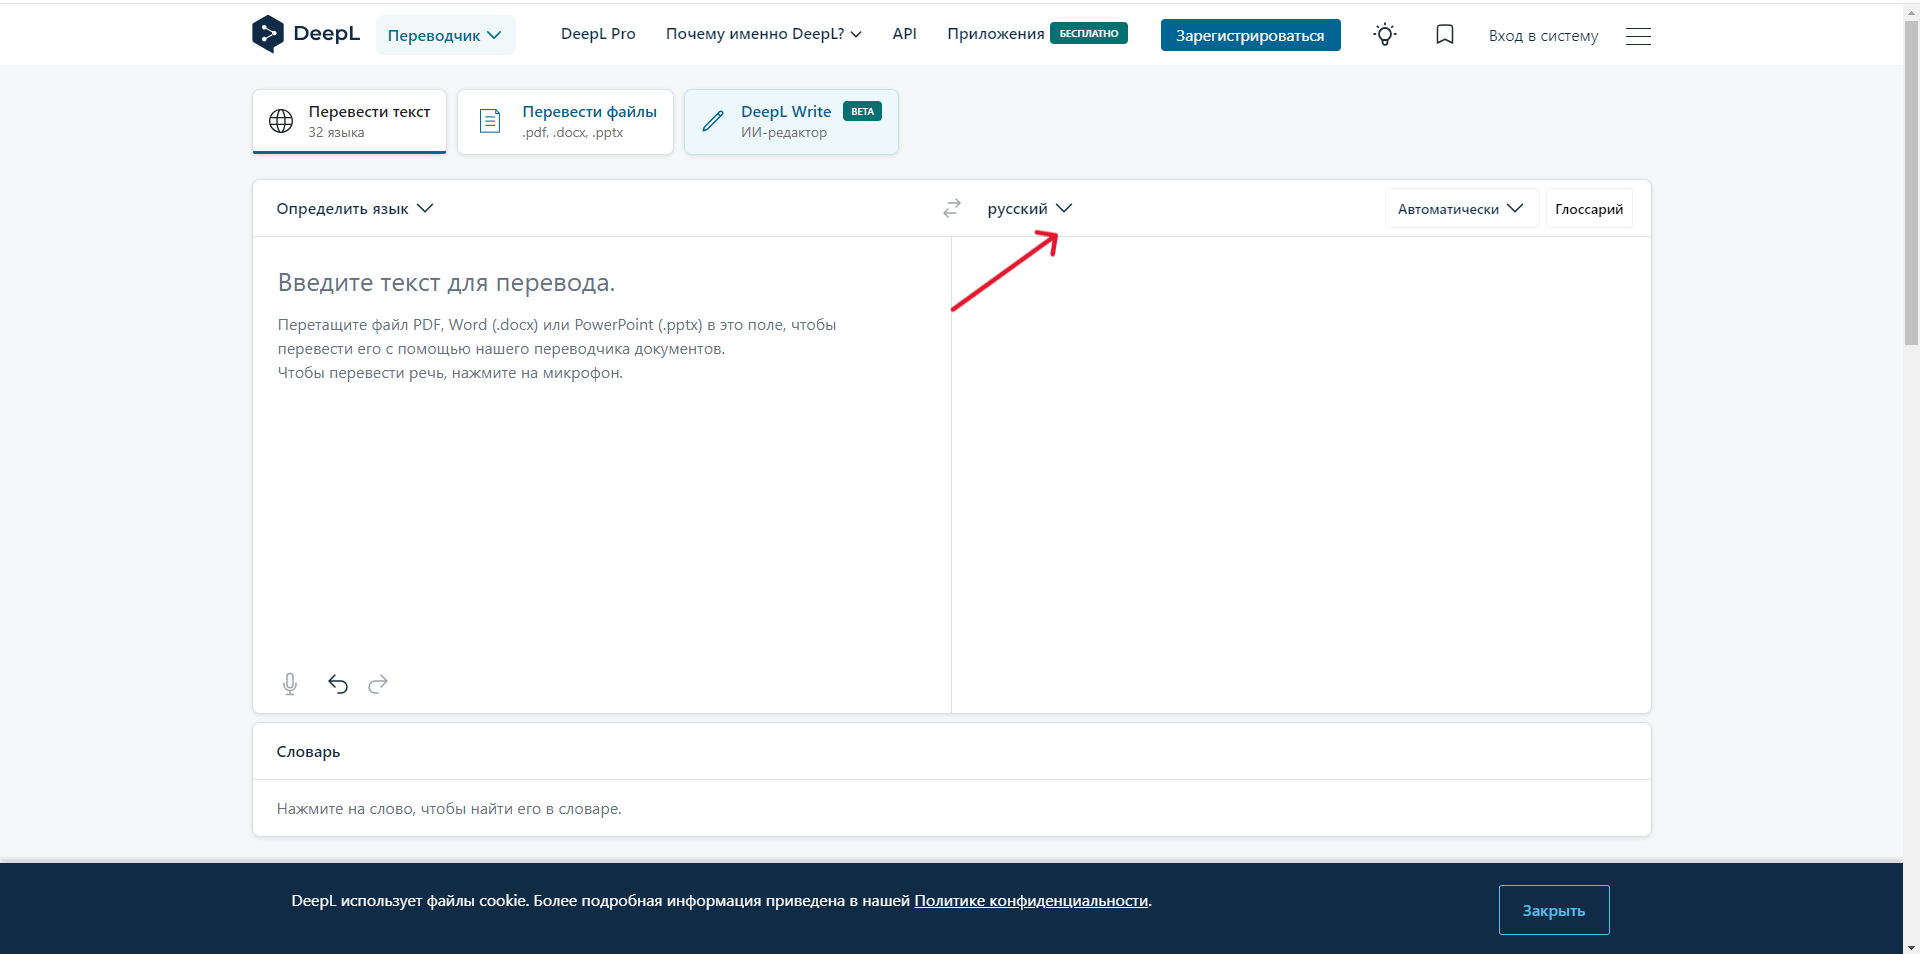 DeepL
Переводчик
DeepL Pro
Почему именно DeepL?
API
Приложения БЕСПЛАТНО
Зарегистрироваться
Вход в систему
Перевести текст
32 языка
Перевести файлы
.pdf, .docx, .pptx
DeepL Write BETA
ИИ-редактор
Определить язык
русский
Автоматически
Глоссарий
Введите текст для перевода.
Перетащите файл PDF, Word (.docx) или PowerPoint (.pptx) в это поле, чтобы
перевести его с помощью нашего переводчика документов.
Чтобы перевести речь, нажмите на микрофон.
Словарь
Нажмите на слово, чтобы найти его в словаре.
DeepL использует файлы cookie. Более подробная информация приведена в нашей Политике конфиденциальности.
Закрыть